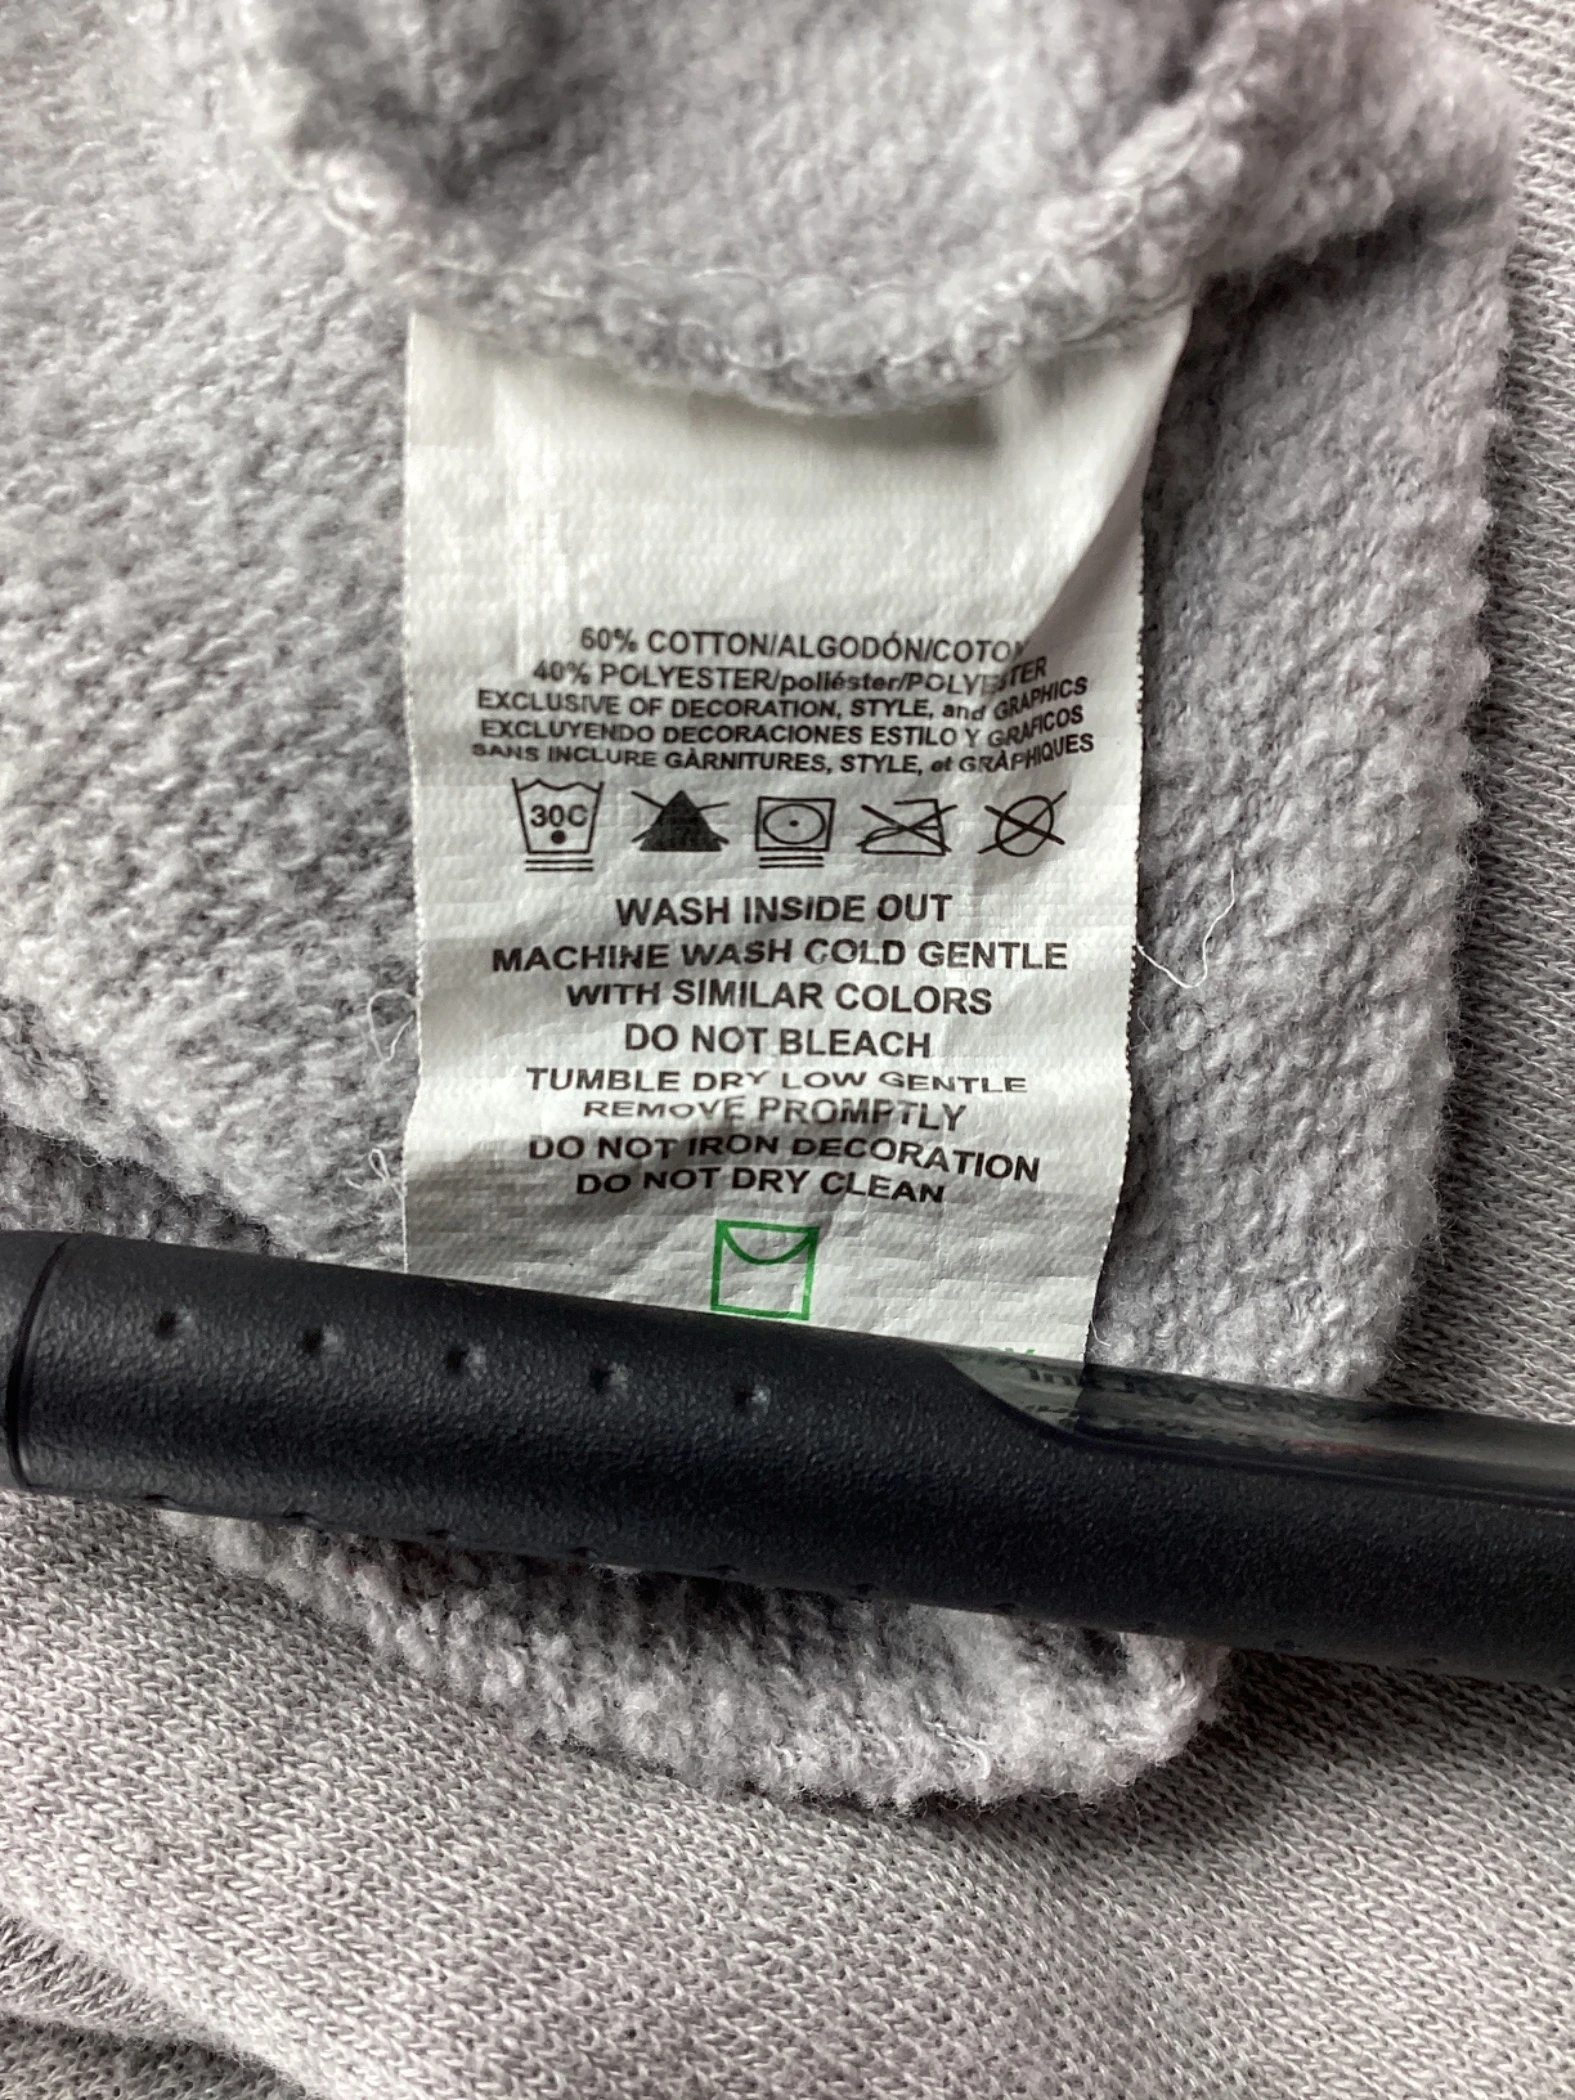 60% COTTON/ALGODÓN/COTON
40% POLYESTER/poliéster/POLYESTER
EXCLUSIVE OF DECORATION, STYLE, and GRAPHICS
EXCLUYENDO DECORACIONES ESTILO Y GRAFICOS
SANS INCLURE GÀRNITURES, STYLE, et GRÀPHIQUES
30C
WASH INSIDE OUT
MACHINE WASH COLD GENTLE
WITH SIMILAR COLORS
DO NOT BLEACH
TUMBLE DRY LOW GENTLE
REMOVE PROMPTLY
DO NOT IRON DECORATION
DO NOT DRY CLEAN